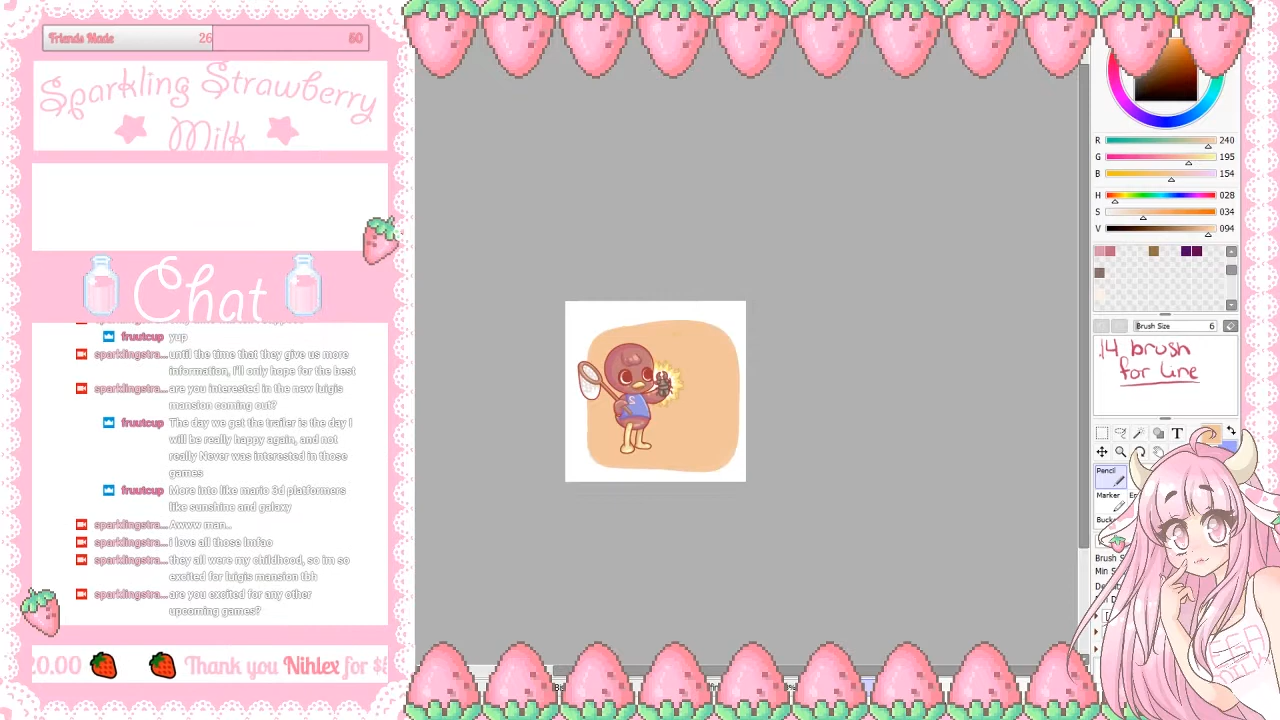 Friends Made 26 50
Sparkling Strawberry
Milk
Chat
fruutcup yup
sparklingstra... until the time that they give us more
information, I'll only hope for the best
sparklingstra... are you interested in the new luigis
mansion coming out?
fruutcup The day we get the trailer is the day I
will be really happy again, and not
really Never was interested in those
games
fruutcup More into like mario 3d platformers
like sunshine and galaxy
sparklingstra... Awww man..
sparklingstra... i love all those lmfao
sparklingstra... they all were my childhood, so im so
excited for luigis mansion tbh
sparklingstra... are you excited for any other
upcoming games?
0.00 Thank you Nihlex for $
R 240
G 195
B 154
H 028
S 034
V 094
Brush Size 6
14 brush
for line
T
Pencil
Marker
2